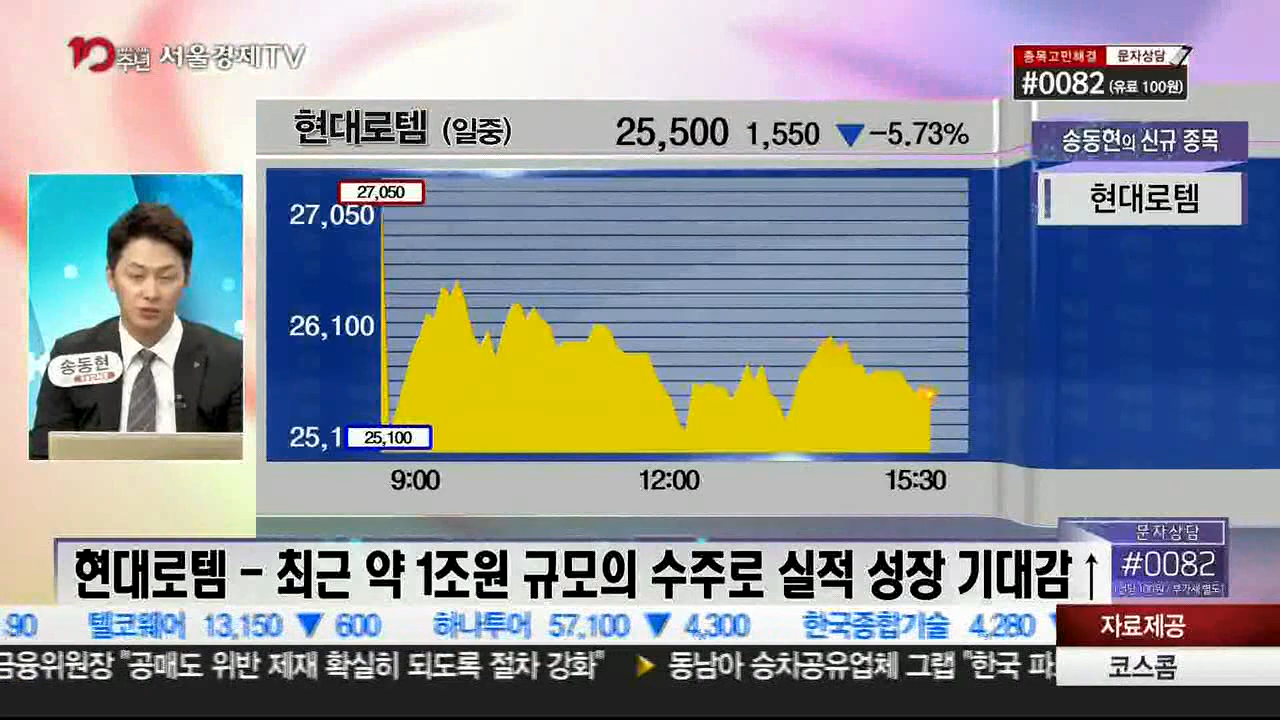 10주년 서울경제TV
종목고민해결 문자상담
#0082 (유료 100원)
현대로템 (일중) 25,500 1,550 ▼-5.73%
송동현의 신규 종목
현대로템
27,050
27,050
26,100
25,1
25,100
9:00 12:00 15:30
송동현
현대로템 - 최근 약 1조원 규모의 수주로 실적 성장 기대감↑
문자상담
#0082
90 텔코웨어 13,150 ▼ 600 하나투어 57,100 ▼ 4,300 한국종합기술 4,280
자료제공
금융위원장 "공매도 위반 제재 확실히 되도록 절차 강화" ▶ 동남아 승차공유업체 그랩 "한국 파
코스콤